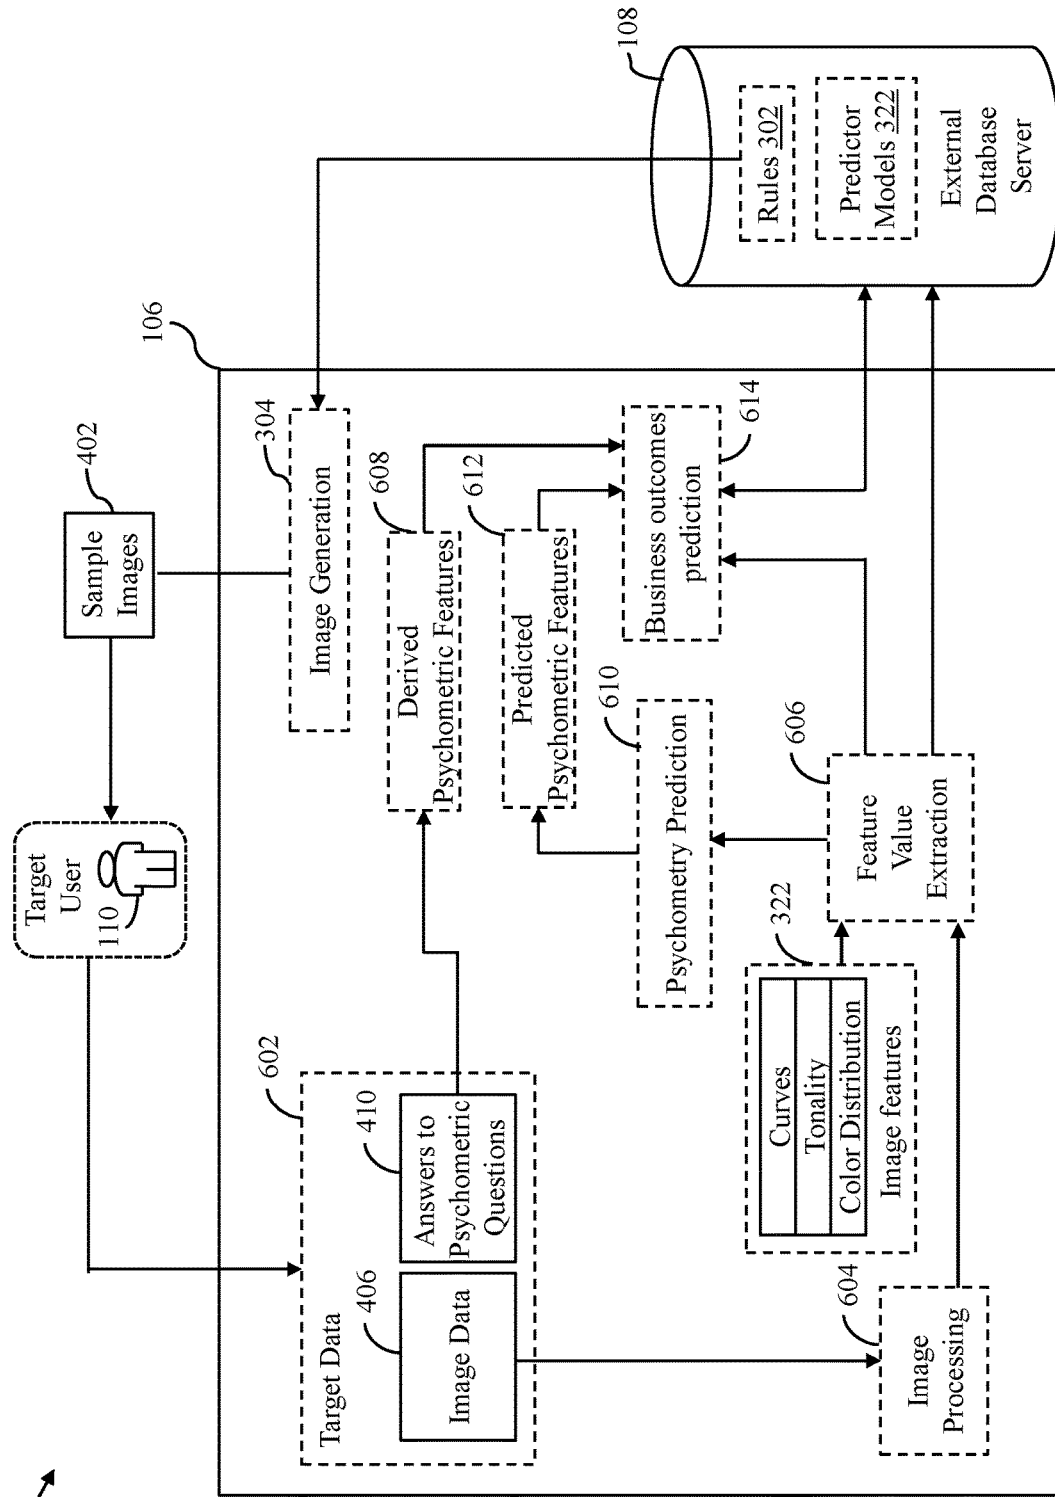 Target
User
110
Sample
Images
402
106
108
Target Data
602
406
Image Data
410
Answers to
Psychometric
Questions
Image Generation
304
Derived
Psychometric Features
608
Predicted
Psychometric Features
612
Psychometry Prediction
610
Business outcomes
prediction
614
Rules 302
Predictor
Models 322
External
Database
Server
Curves
Tonality
Color Distribution
Image features
322
Feature
Value
Extraction
606
Image
Processing
604